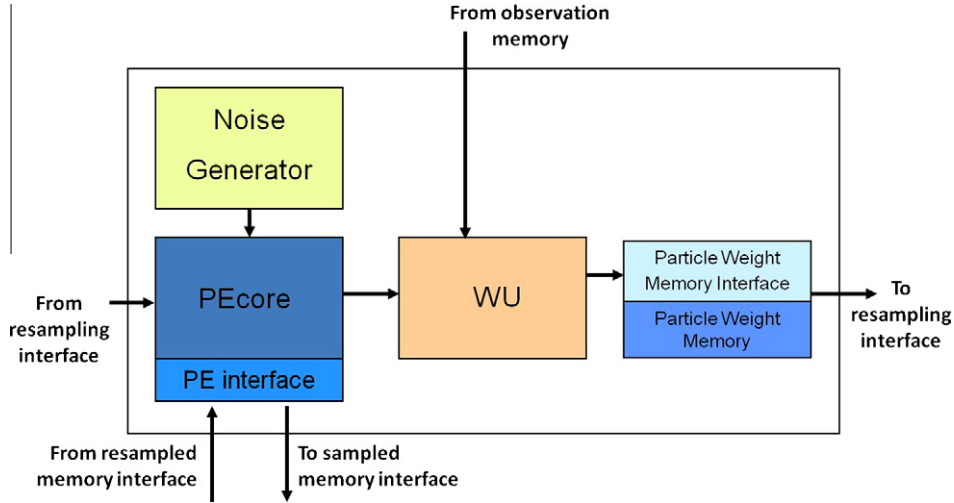 From observation
memory
Noise
Generator
PEcore
WU
Particle Weight
Memory Interface
Particle Weight
Memory
From
resampling
interface
To
resampling
interface
PE interface
From resampled
memory interface
To sampled
memory interface